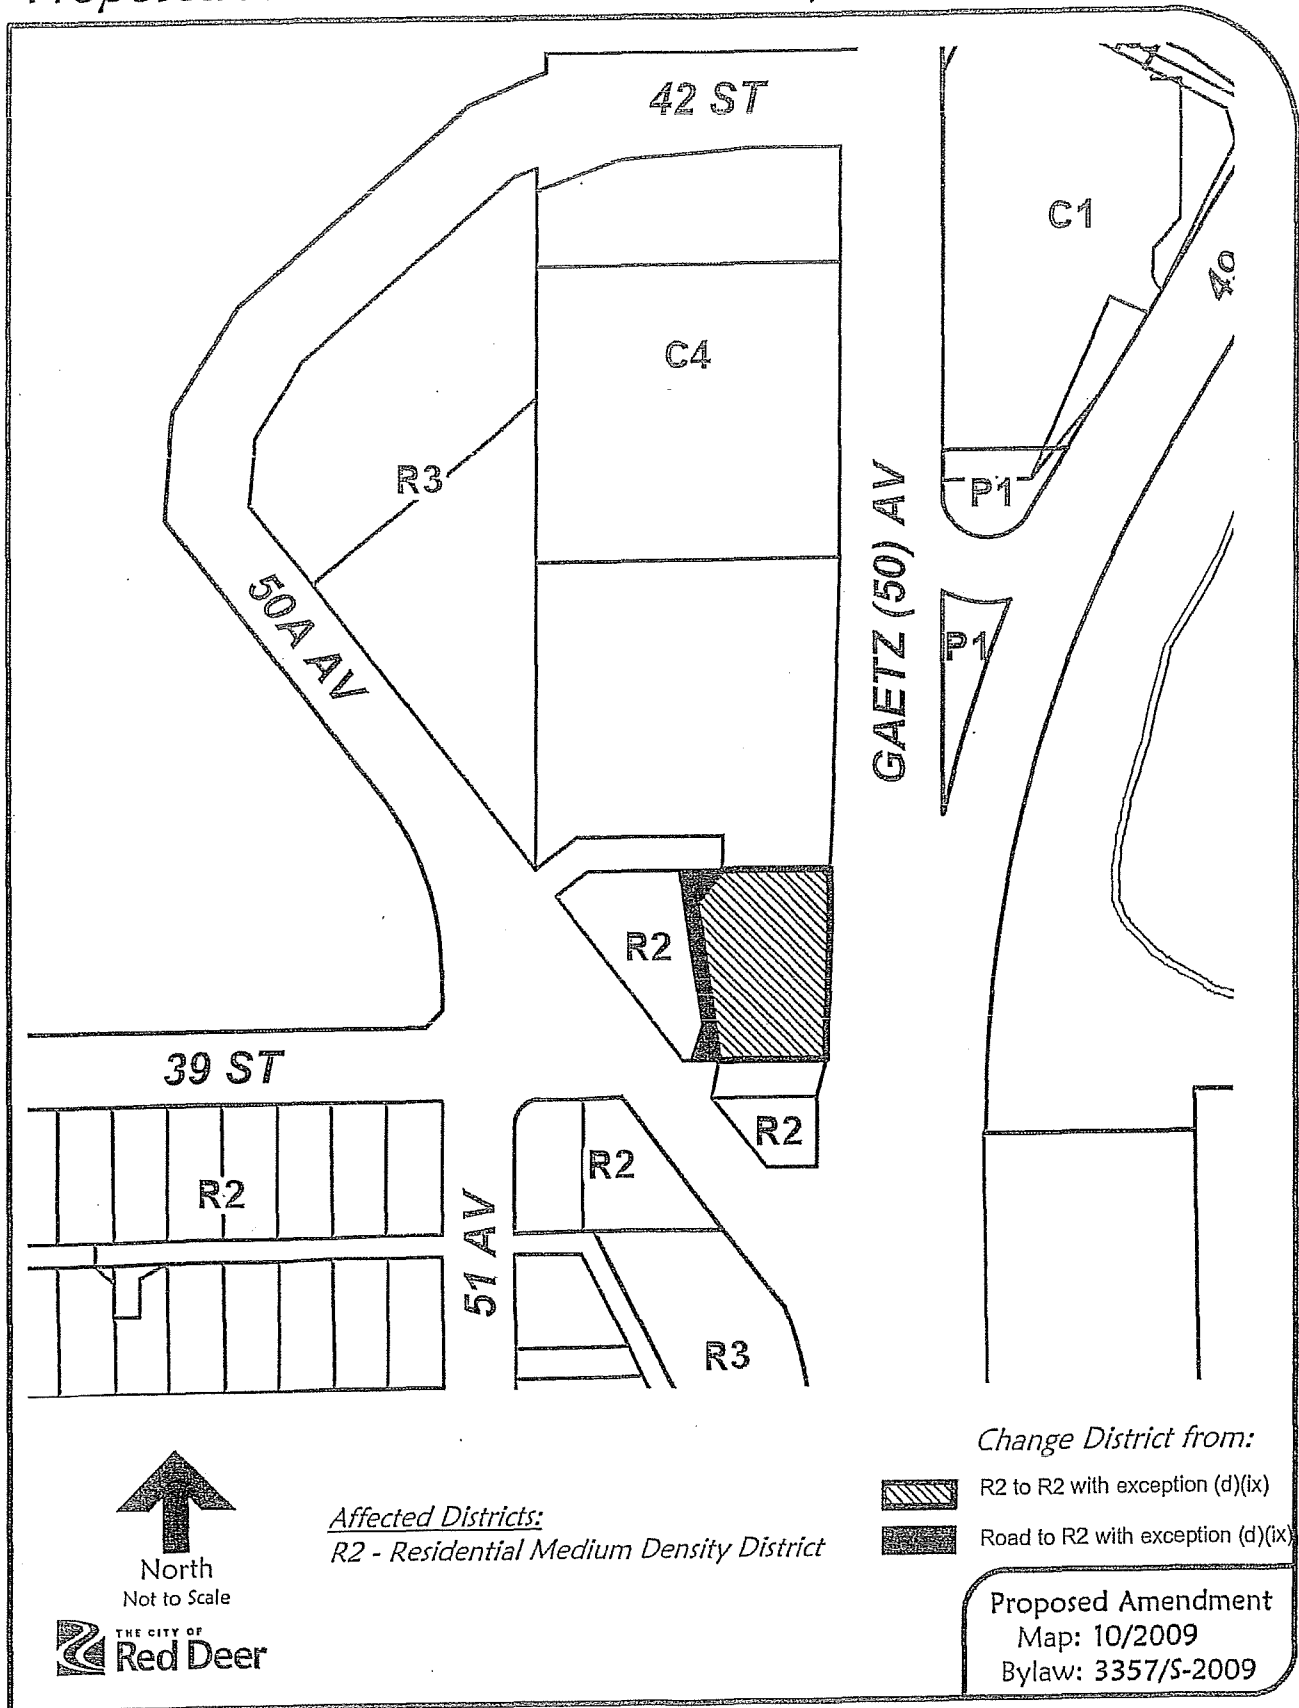 42 ST
C1
49
C4
R3
P1
GAETZ (50) AV
50A AV
P1
R2
39 ST
R2
R2
R2
51 AV
R3
Change District from:
R2 to R2 with exception (d)(ix)
Road to R2 with exception (d)(ix)
Affected Districts:
R2 - Residential Medium Density District
North
Not to Scale
THE CITY OF
Red Deer
Proposed Amendment
Map: 10/2009
Bylaw: 3357/S-2009